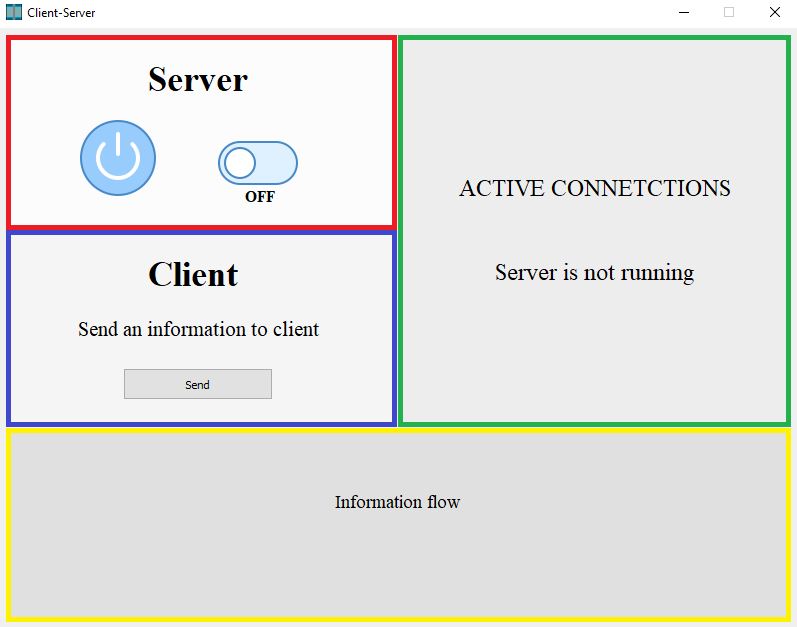 Client-Server
Server
OFF
Client
Send an information to client
Send
ACTIVE CONNETCTIONS
Server is not running
Information flow